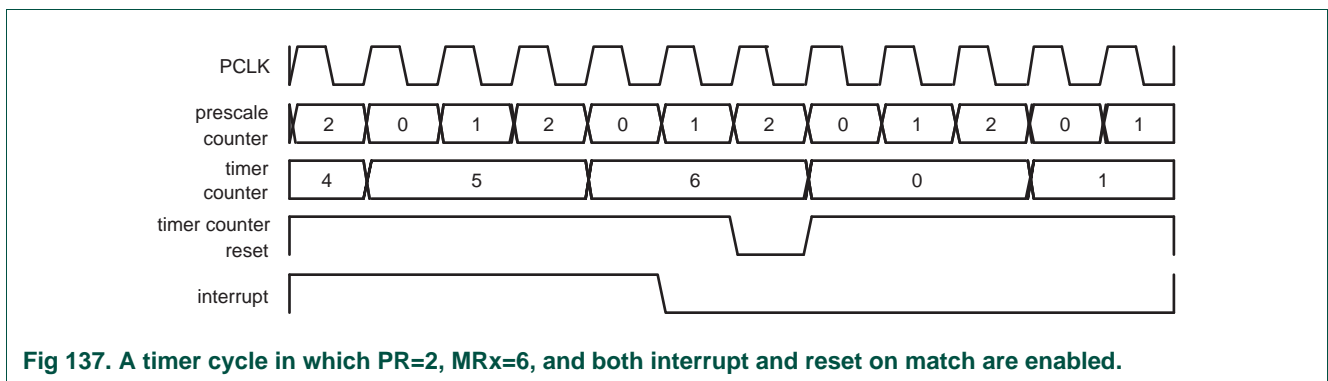 PCLK
prescale
counter
2 0 1 2 0 1 2 0 1 2 0 1
timer
counter
4 5 6 0 1
timer counter
reset
interrupt
Fig 137. A timer cycle in which PR=2, MRx=6, and both interrupt and reset on match are enabled.